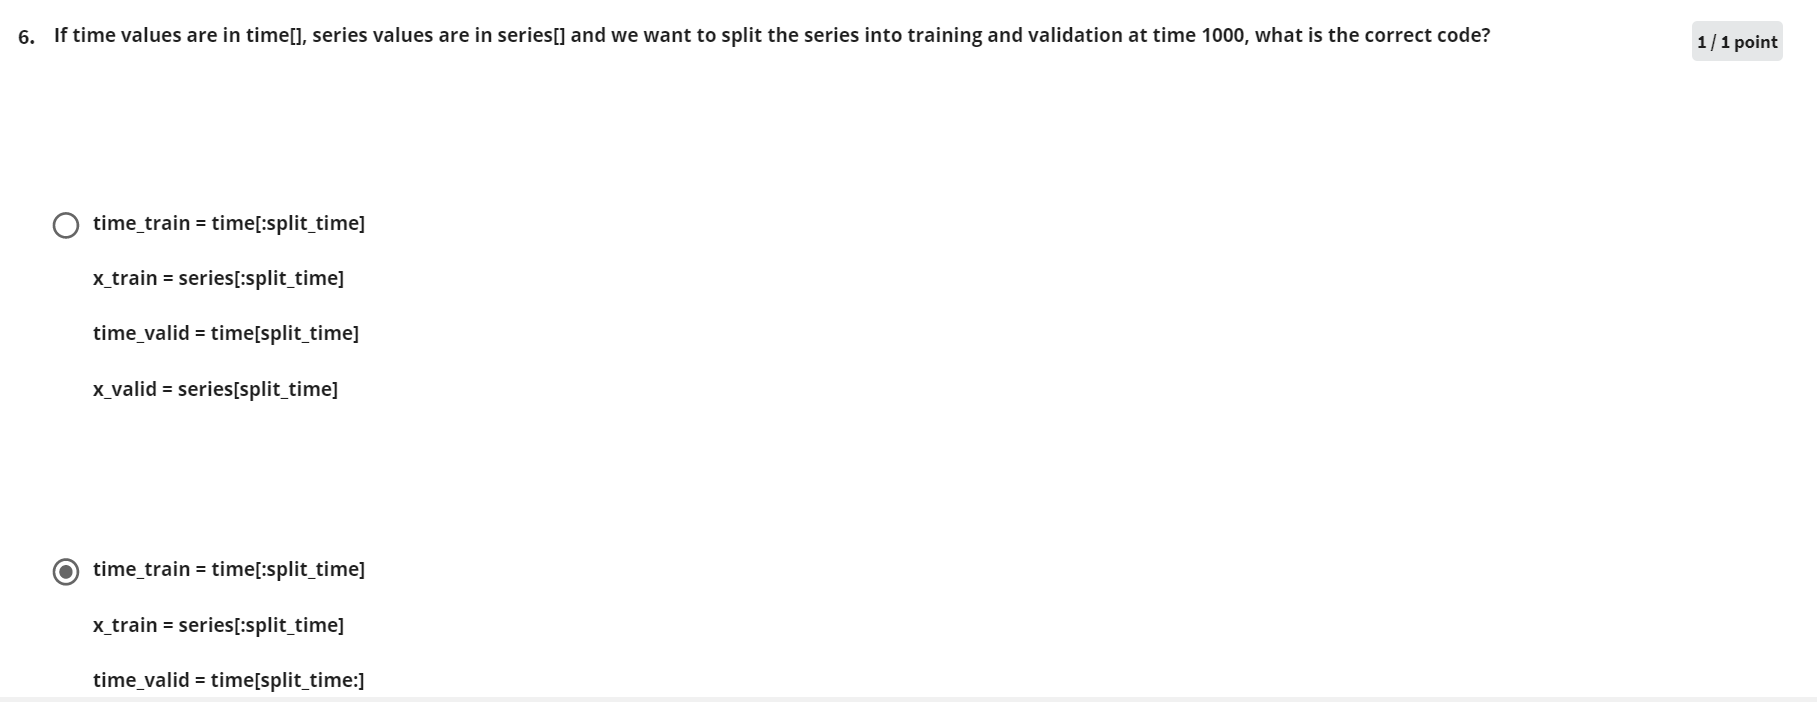 6. If time values are in time[], series values are in series[] and we want to split the series into training and validation at time 1000, what is the correct code?
1 / 1 point
time_train = time[:split_time]
x_train = series[:split_time]
time_valid = time[split_time]
x_valid = series[split_time]
time_train = time[:split_time]
x_train = series[:split_time]
time_valid = time[split_time:]